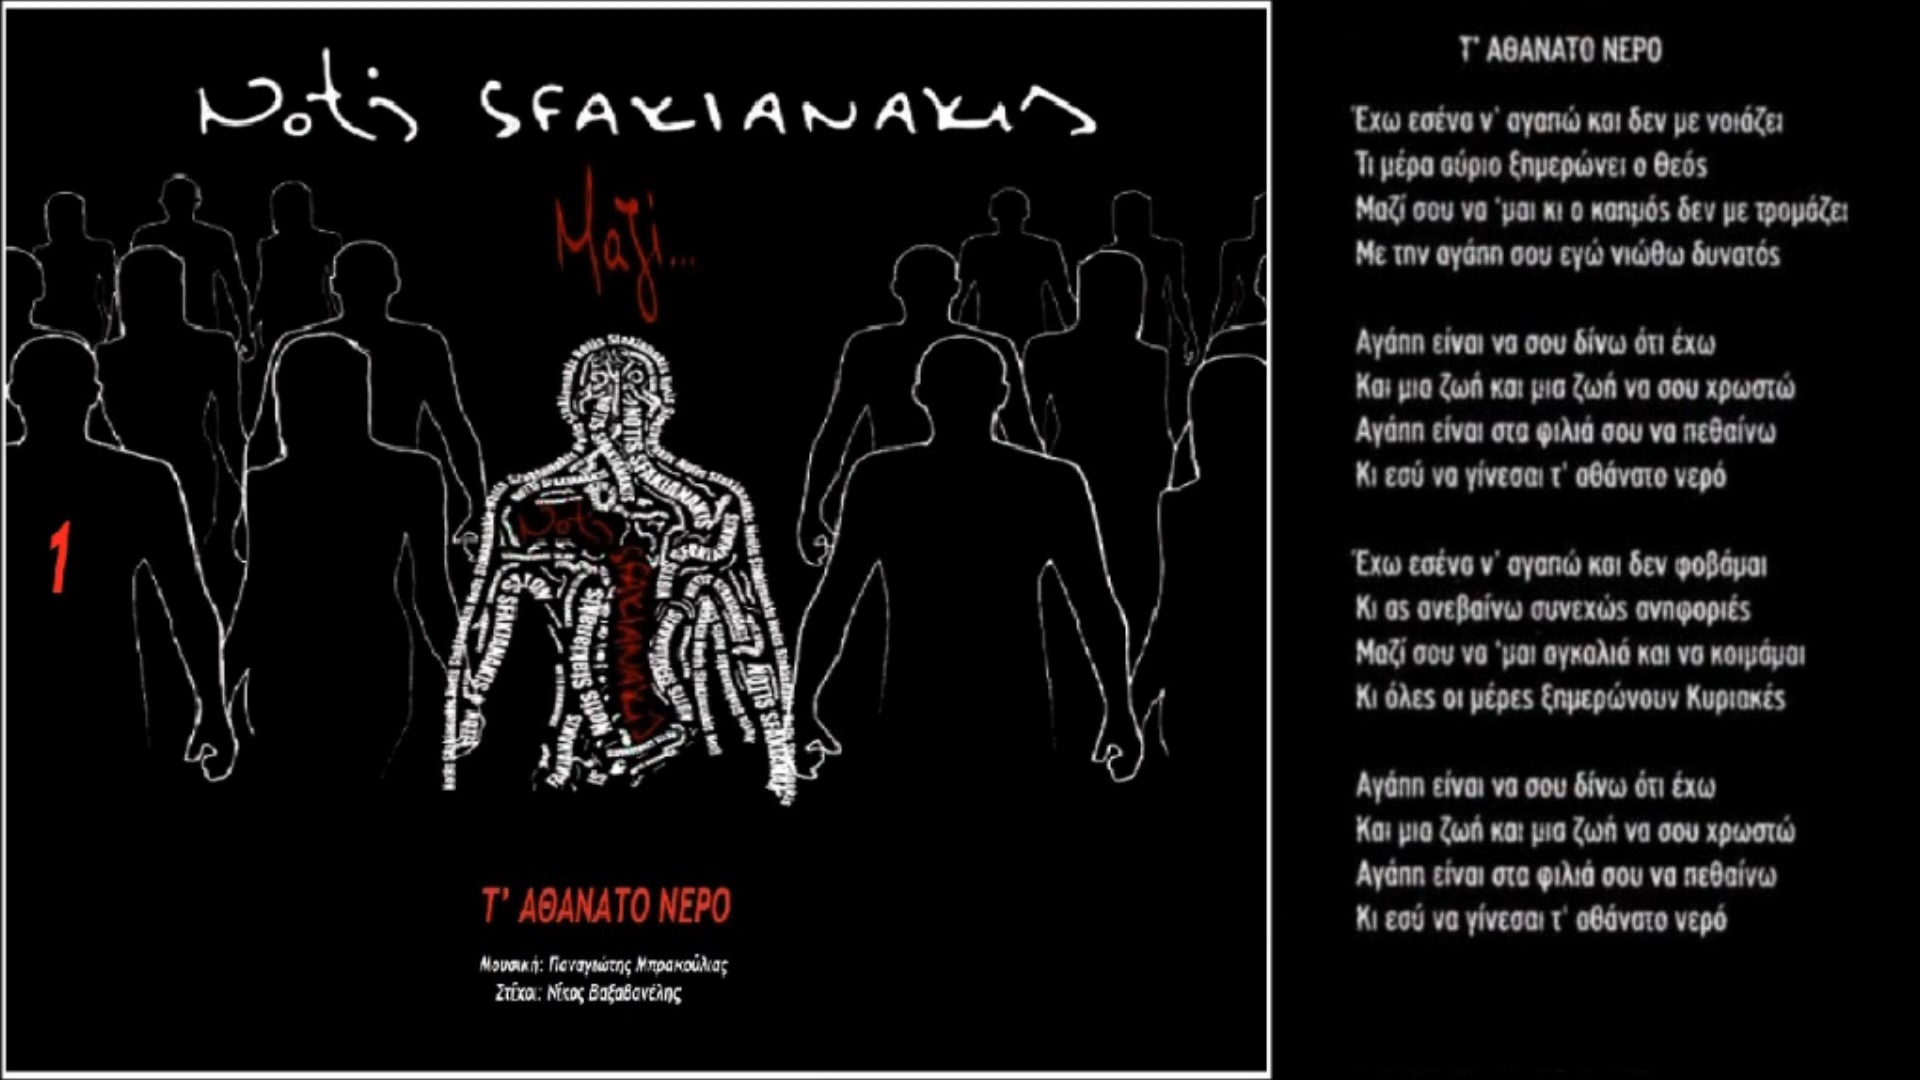 Notis SFAKIANAKIS
Μαζί...
1
Τ' ΑΘΑΝΑΤΟ ΝΕΡΟ
Μουσική: Παναγιώτης Μπρακούλιας
Στίχοι: Νίκος Βαξαβανέλης
Τ' ΑΘΑΝΑΤΟ ΝΕΡΟ
Έχω εσένα ν' αγαπώ και δεν με νοιάζει
Τι μέρα αύριο ξημερώνει ο θεός
Μαζί σου να 'μαι κι ο καημός δεν με τρομάζει
Με την αγάπη σου εγώ νιώθω δυνατός
Αγάπη είναι να σου δίνω ότι έχω
Και μια ζωή και μια ζωή να σου χρωστώ
Αγάπη είναι στα φιλιά σου να πεθαίνω
Κι εσύ να γίνεσαι τ' αθάνατο νερό
Έχω εσένα ν' αγαπώ και δεν φοβάμαι
Κι ας ανεβαίνω συνεχώς ανηφοριές
Μαζί σου να 'μαι αγκαλιά και να κοιμάμαι
Κι όλες οι μέρες ξημερώνουν Κυριακές
Αγάπη είναι να σου δίνω ότι έχω
Και μια ζωή και μια ζωή να σου χρωστώ
Αγάπη είναι στα φιλιά σου να πεθαίνω
Κι εσύ να γίνεσαι τ' αθάνατο νερό